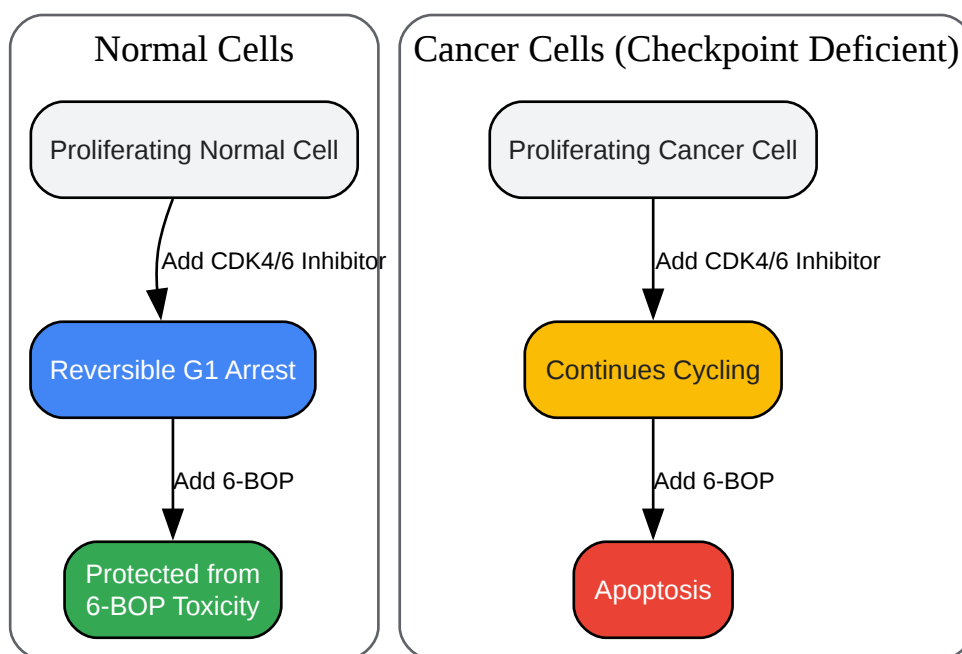 Normal Cells
Proliferating Normal Cell
Add CDK4/6 Inhibitor
Reversible G1 Arrest
Add 6-BOP
Protected from
6-BOP Toxicity
Cancer Cells (Checkpoint Deficient)
Proliferating Cancer Cell
Add CDK4/6 Inhibitor
Continues Cycling
Add 6-BOP
Apoptosis